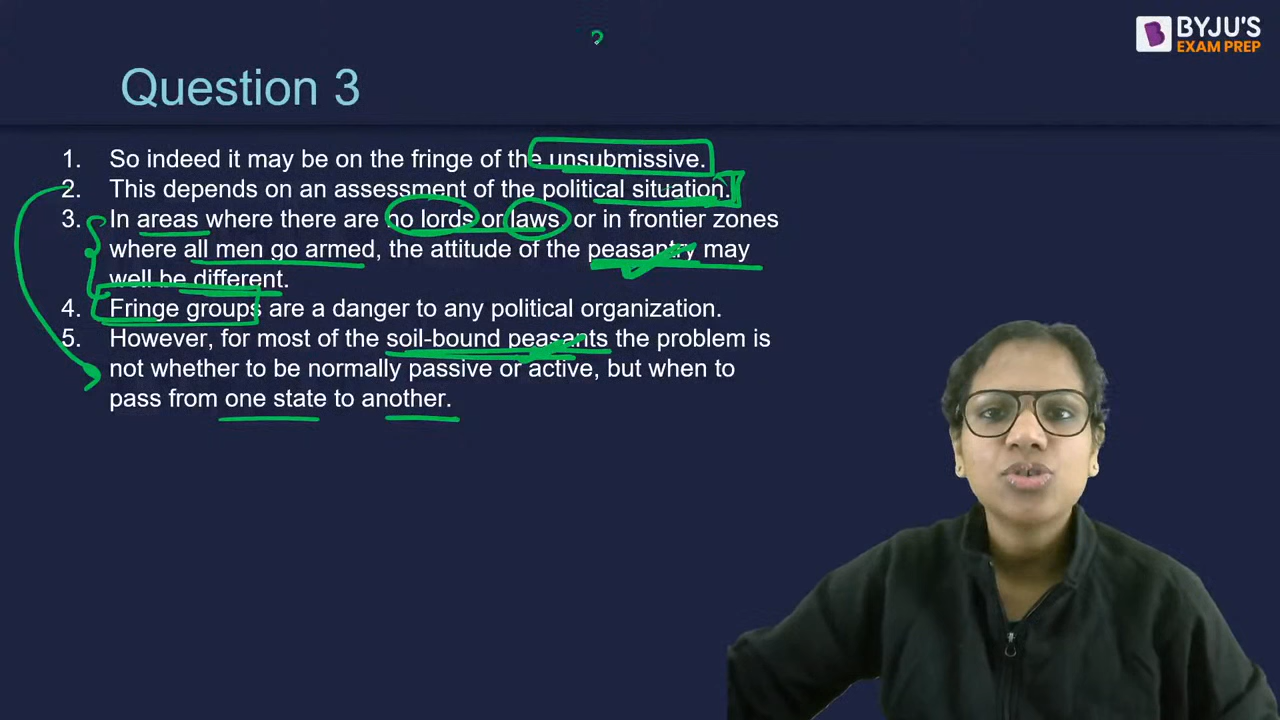 BYJU'S
EXAM PREP
Question 3
1. So indeed it may be on the fringe of the unsubmissive.
2. This depends on an assessment of the political situation.
3. In areas where there are no lords or laws or in frontier zones
where all men go armed, the attitude of the peasantry may
well be different.
4. Fringe groups are a danger to any political organization.
5. However, for most of the soil-bound peasants the problem is
not whether to be normally passive or active, but when to
pass from one state to another.